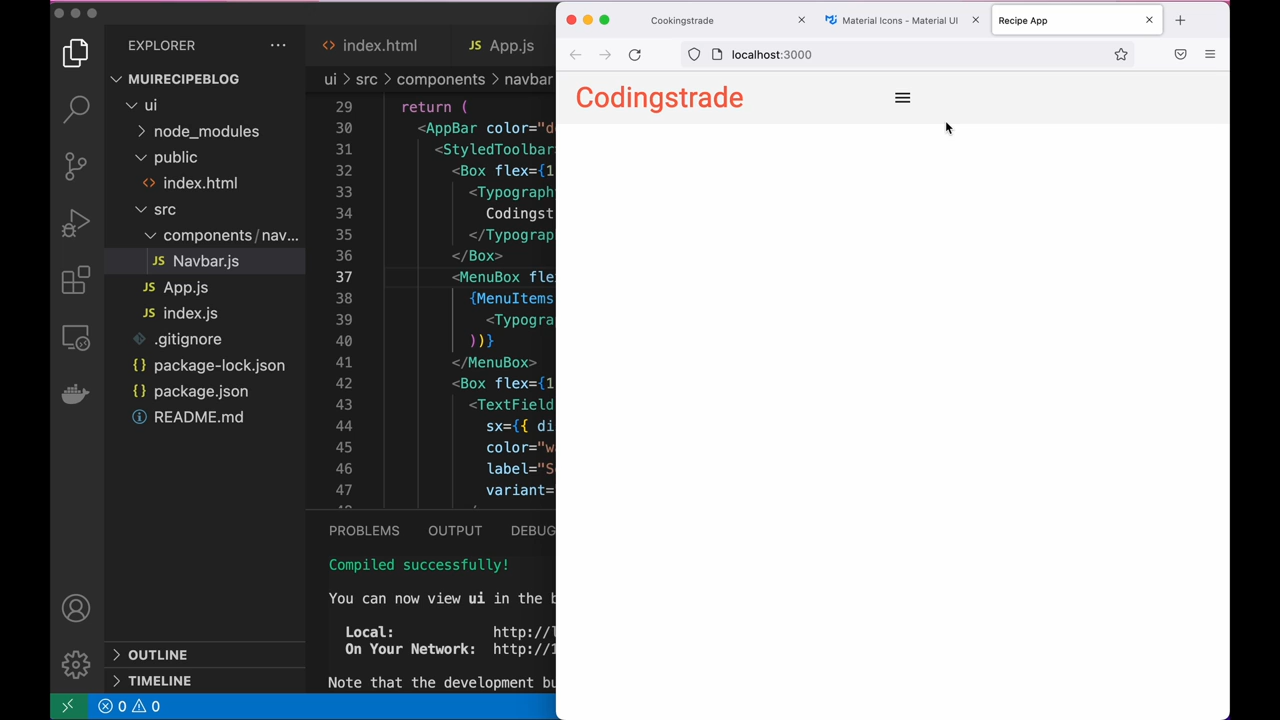 EXPLORER
MUIRECIPEBLOG
ui
node_modules
public
index.html
src
components/nav...
Navbar.js
App.js
index.js
.gitignore
package-lock.json
package.json
README.md
OUTLINE
TIMELINE
0 0
index.html
JS App.js
ui > src > components > navbar
29 return (
30 <AppBar color="d
31 <StyledToolbar
32 <Box flex={1
33 <Typograph
34 Codingst
35 </Typograp
36 </Box>
37 <MenuBox fle
38 {MenuItems
39 <Typogra
40 ))}
41 </MenuBox>
42 <Box flex={1
43 <TextField
44 sx={{ di
45 color="w
46 label="S
47 variant=
PROBLEMS OUTPUT DEBUG
Compiled successfully!
You can now view ui in the b
Local: http://l
On Your Network: http://1
Note that the development bu
Cookingstrade
Material Icons - Material UI
Recipe App
localhost:3000
Codingstrade